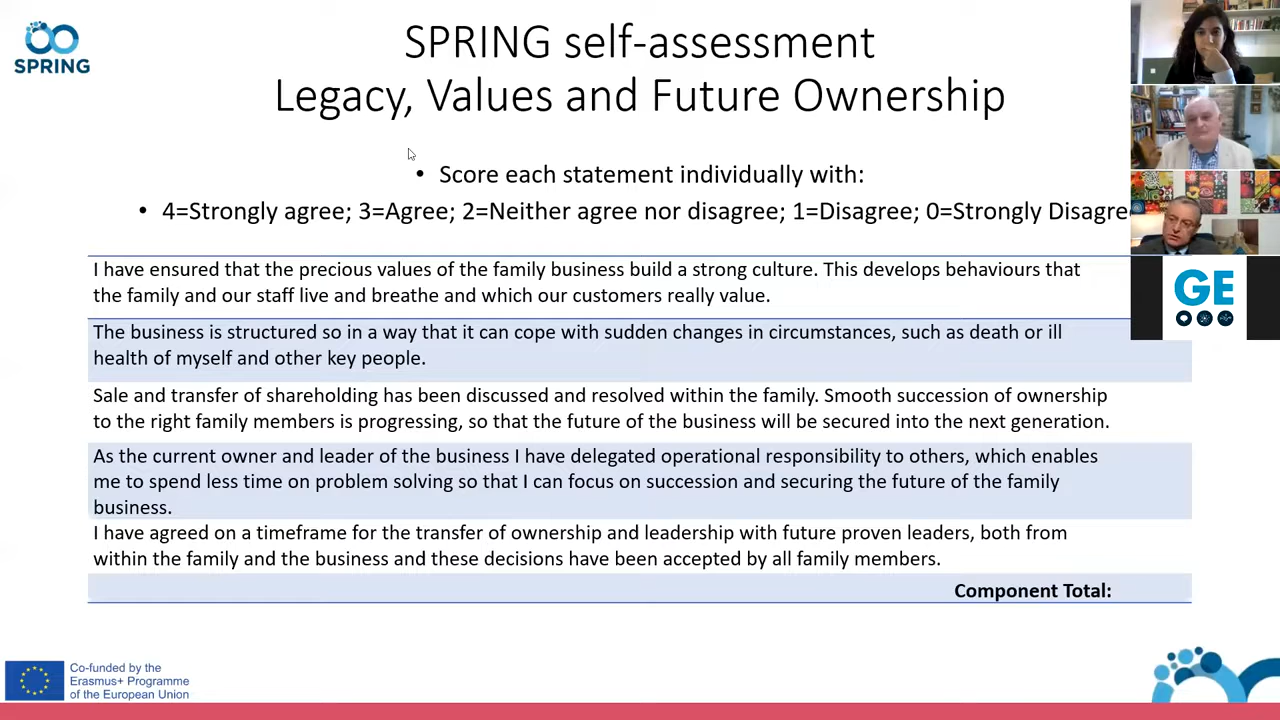 SPRING
SPRING self-assessment
Legacy, Values and Future Ownership
• Score each statement individually with:
• 4=Strongly agree; 3=Agree; 2=Neither agree nor disagree; 1=Disagree; 0=Strongly Disagre
I have ensured that the precious values of the family business build a strong culture. This develops behaviours that
the family and our staff live and breathe and which our customers really value.
The business is structured so in a way that it can cope with sudden changes in circumstances, such as death or ill
health of myself and other key people.
Sale and transfer of shareholding has been discussed and resolved within the family. Smooth succession of ownership
to the right family members is progressing, so that the future of the business will be secured into the next generation.
As the current owner and leader of the business I have delegated operational responsibility to others, which enables
me to spend less time on problem solving so that I can focus on succession and securing the future of the family
business.
I have agreed on a timeframe for the transfer of ownership and leadership with future proven leaders, both from
within the family and the business and these decisions have been accepted by all family members.
Component Total:
GE
Co-funded by the
Erasmus+ Programme
of the European Union